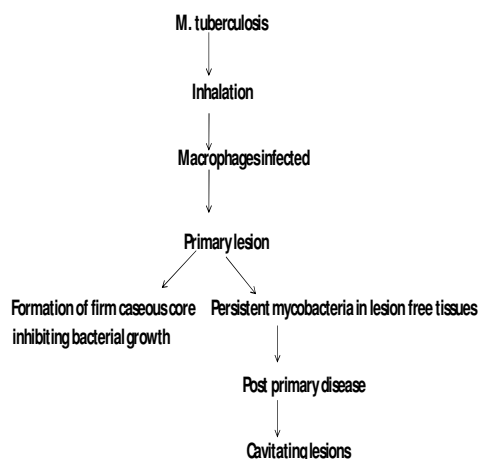 M. tuberculosis
Inhalation
Macrophages infected
Primary lesion
Formation of firm caseous core
inhibiting bacterial growth
Persistent mycobacteria in lesion free tissues
Post primary disease
Cavitating lesions